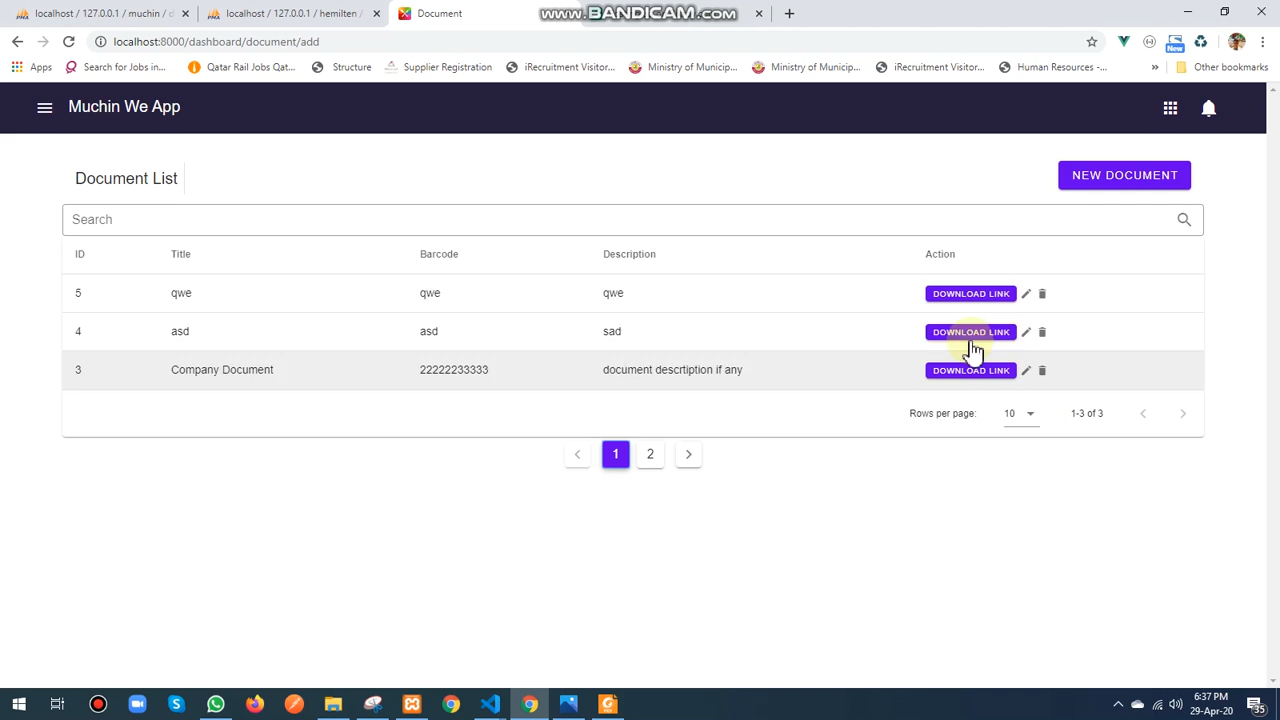 localhost / 127.0.0.1 / muchin / d
localhost / 127.0.0.1 / hemilten /
Document
www.BANDICAM.com
localhost:8000/dashboard/document/add
New
Apps
Search for Jobs in...
Qatar Rail Jobs Qat...
Structure
Supplier Registration
iRecruitment Visitor...
Ministry of Municip...
Ministry of Municip...
iRecruitment Visitor...
Human Resources -...
»
Other bookmarks
Muchin We App
Document List
NEW DOCUMENT
Search
ID Title Barcode Description Action
5 qwe qwe qwe DOWNLOAD LINK
4 asd asd sad DOWNLOAD LINK
3 Company Document 22222233333 document descrtiption if any DOWNLOAD LINK
Rows per page: 10 1-3 of 3
1 2
6:37 PM
29-Apr-20
35